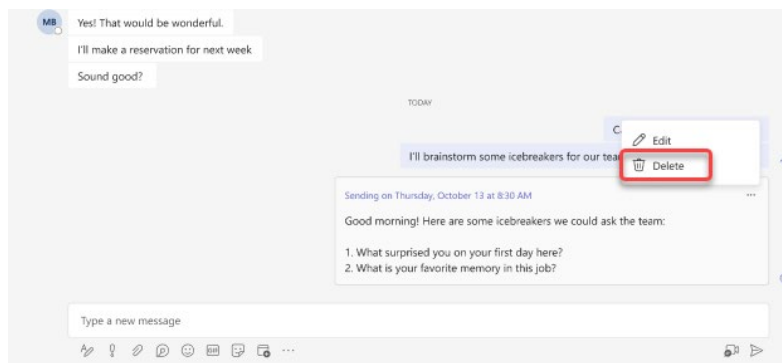 MB
Yes! That would be wonderful.
I'll make a reservation for next week
Sound good?
TODAY
Edit
I'll brainstorm some icebreakers for our
Delete
Sending on Thursday, October 13 at 8:30 AM
Good morning! Here are some icebreakers we could ask the team:
1. What surprised you on your first day here?
2. What is your favorite memory in this job?
Type a new message
GIF